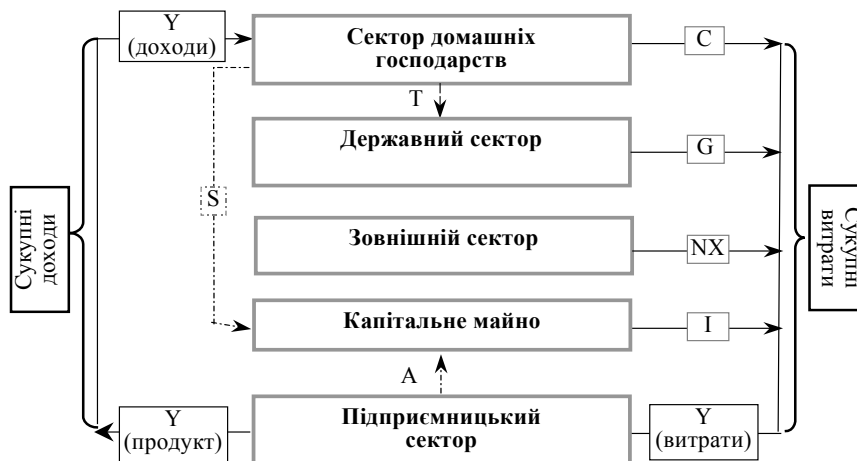 Y
(доходи)
Сектор домашніх
господарств
C
T
Державний сектор
G
S
Сукупні
доходи
Зовнішній сектор
NX
Сукупні
витрати
Капітальне майно
I
A
Y
(продукт)
Підприємницький
сектор
Y
(витрати)